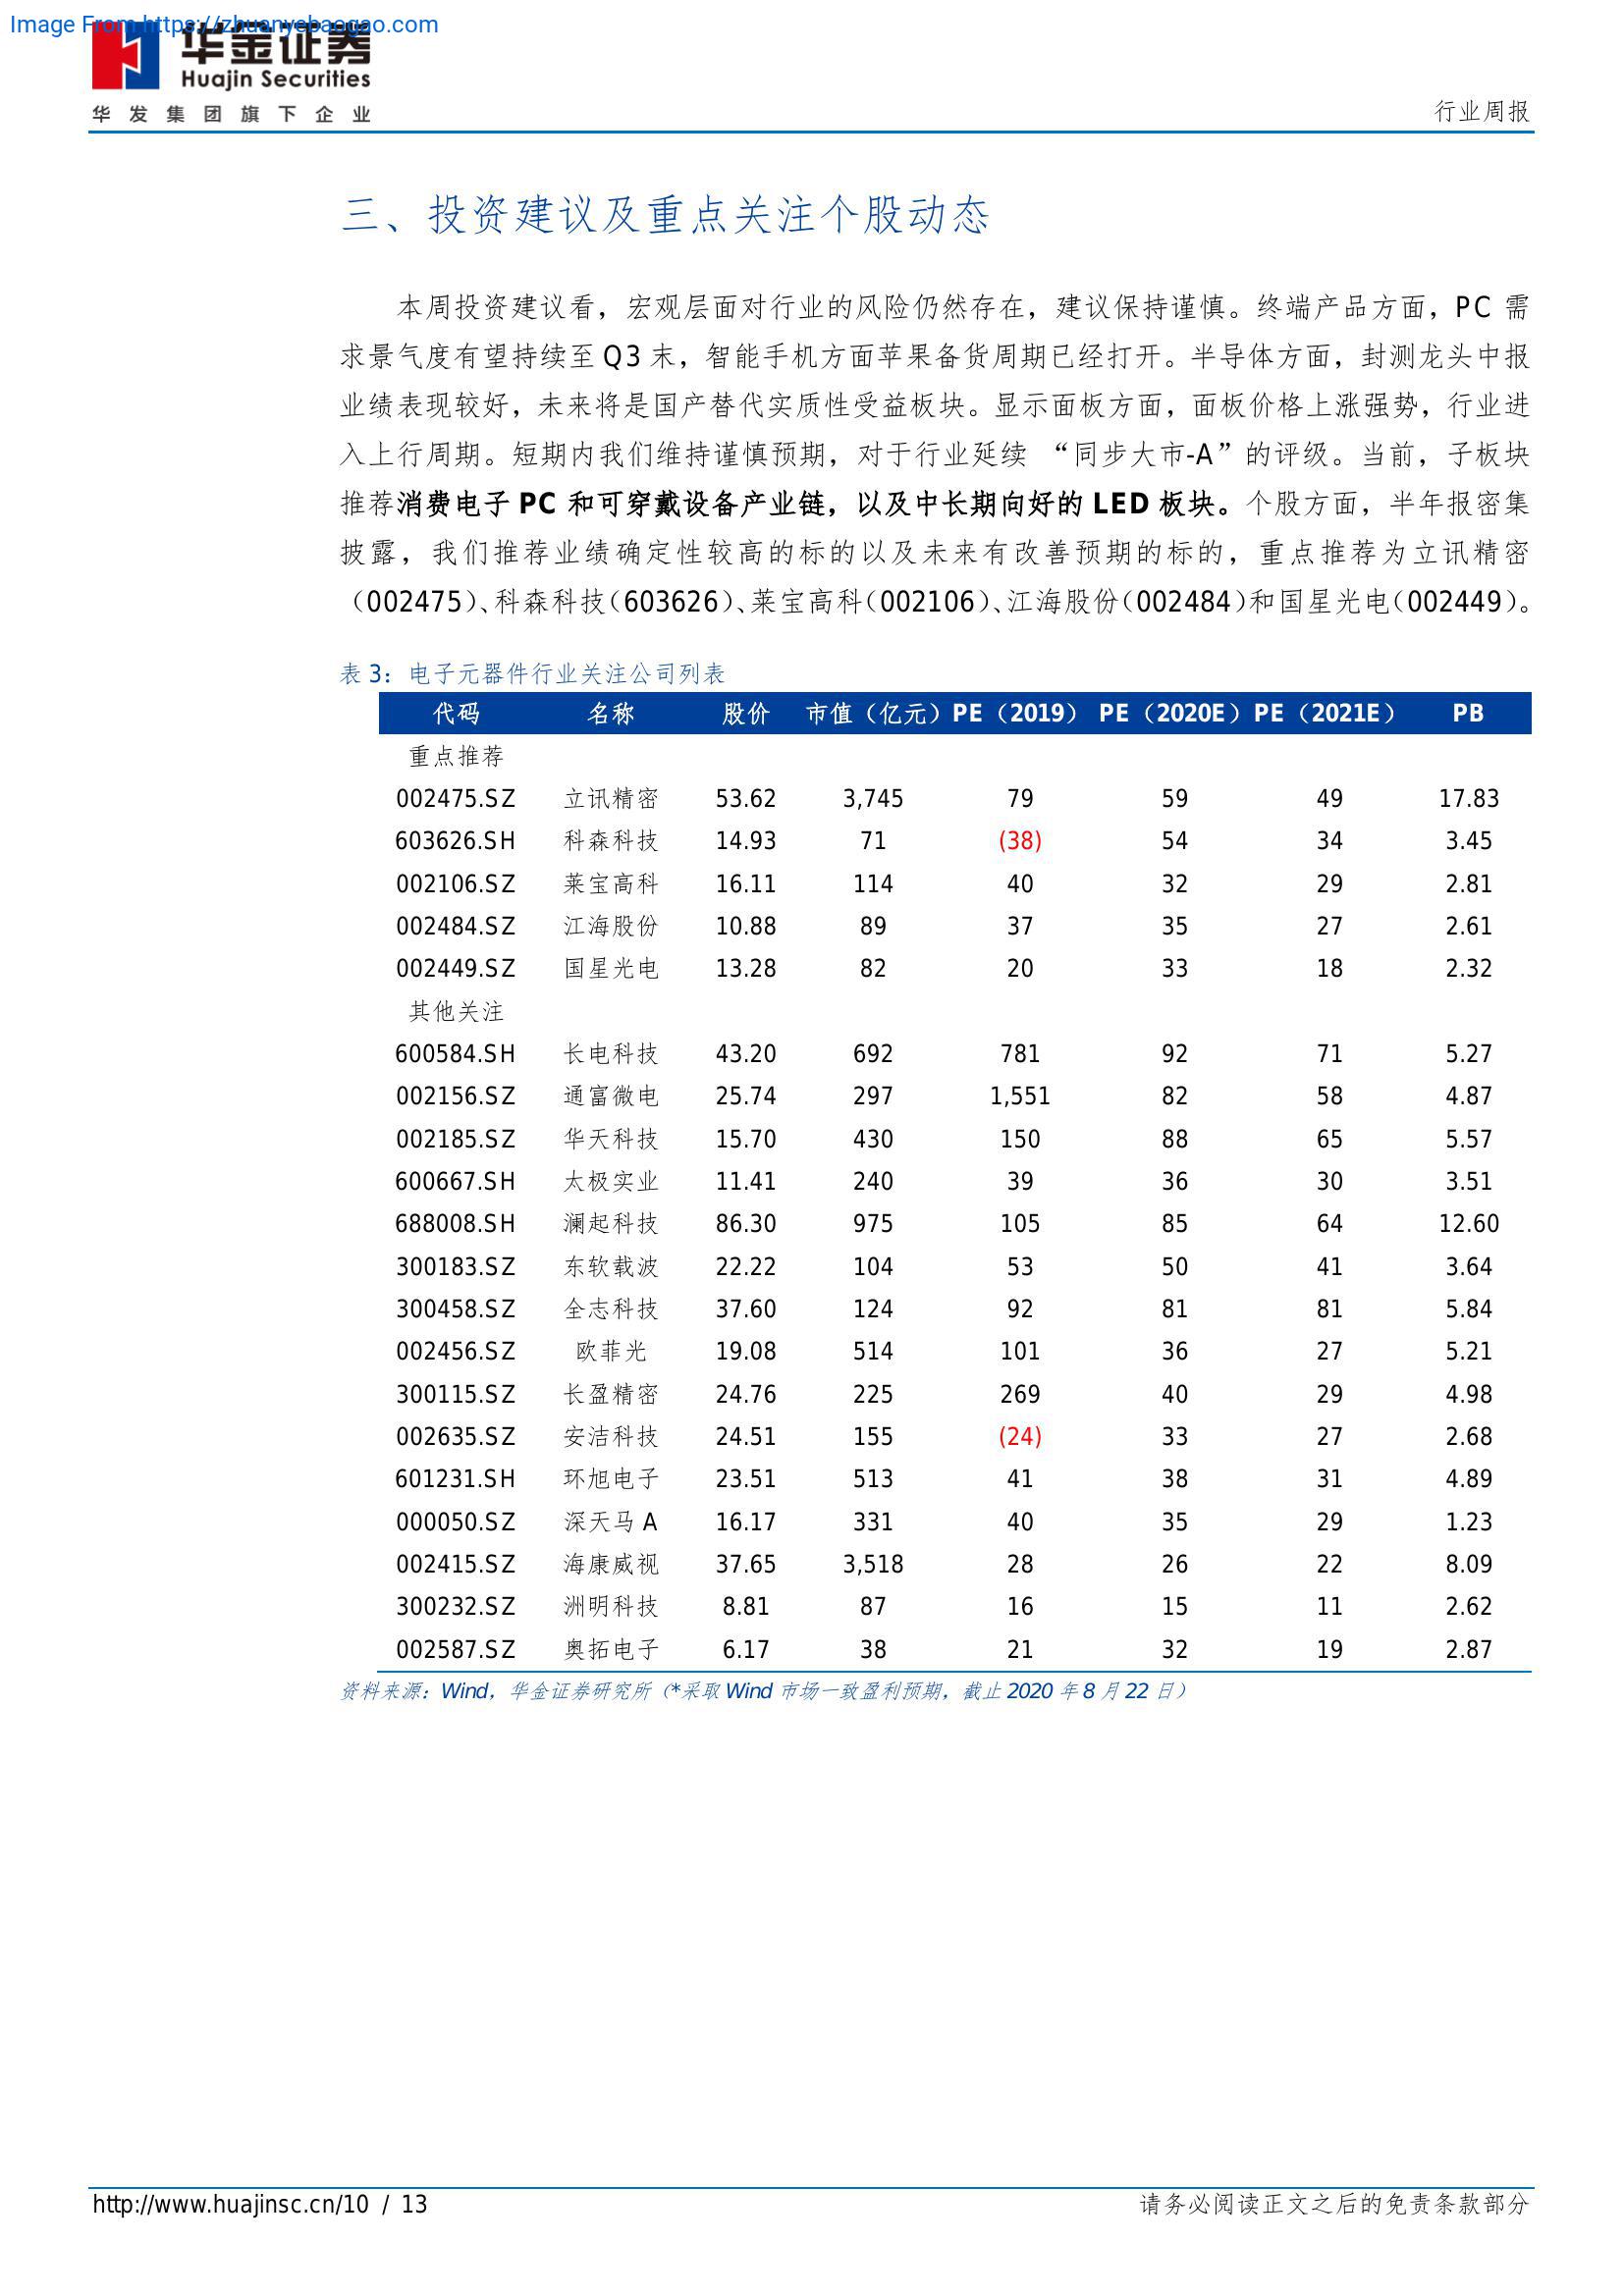 Image From https://zhuanyebaogao.com
华金证券
Huajin Securities
华发集团旗下企业
行业周报
三、投资建议及重点关注个股动态
本周投资建议看，宏观层面对行业的风险仍然存在，建议保持谨慎。终端产品方面，PC 需
求景气度有望持续至 Q3 末，智能手机方面苹果备货周期已经打开。半导体方面，封测龙头中报
业绩表现较好，未来将是国产替代实质性受益板块。显示面板方面，面板价格上涨强势，行业进
入上行周期。短期内我们维持谨慎预期，对于行业延续 “同步大市-A”的评级。当前，子板块
推荐消费电子 PC 和可穿戴设备产业链，以及中长期向好的 LED 板块。个股方面，半年报密集
披露，我们推荐业绩确定性较高的标的以及未来有改善预期的标的，重点推荐为立讯精密
（002475）、科森科技（603626）、莱宝高科（002106）、江海股份（002484）和国星光电（002449）。
表 3：电子元器件行业关注公司列表
代码 名称 股价 市值（亿元） PE（2019） PE（2020E） PE（2021E） PB
重点推荐
002475.SZ 立讯精密 53.62 3,745 79 59 49 17.83
603626.SH 科森科技 14.93 71 (38) 54 34 3.45
002106.SZ 莱宝高科 16.11 114 40 32 29 2.81
002484.SZ 江海股份 10.88 89 37 35 27 2.61
002449.SZ 国星光电 13.28 82 20 33 18 2.32
其他关注
600584.SH 长电科技 43.20 692 781 92 71 5.27
002156.SZ 通富微电 25.74 297 1,551 82 58 4.87
002185.SZ 华天科技 15.70 430 150 88 65 5.57
600667.SH 太极实业 11.41 240 39 36 30 3.51
688008.SH 澜起科技 86.30 975 105 85 64 12.60
300183.SZ 东软载波 22.22 104 53 50 41 3.64
300458.SZ 全志科技 37.60 124 92 81 81 5.84
002456.SZ 欧菲光 19.08 514 101 36 27 5.21
300115.SZ 长盈精密 24.76 225 269 40 29 4.98
002635.SZ 安洁科技 24.51 155 (24) 33 27 2.68
601231.SH 环旭电子 23.51 513 41 38 31 4.89
000050.SZ 深天马 A 16.17 331 40 35 29 1.23
002415.SZ 海康威视 37.65 3,518 28 26 22 8.09
300232.SZ 洲明科技 8.81 87 16 15 11 2.62
002587.SZ 奥拓电子 6.17 38 21 32 19 2.87
资料来源：Wind，华金证券研究所（*采取 Wind 市场一致盈利预期，截止 2020 年 8 月 22 日）
http://www.huajinsc.cn/10 / 13
请务必阅读正文之后的免责条款部分